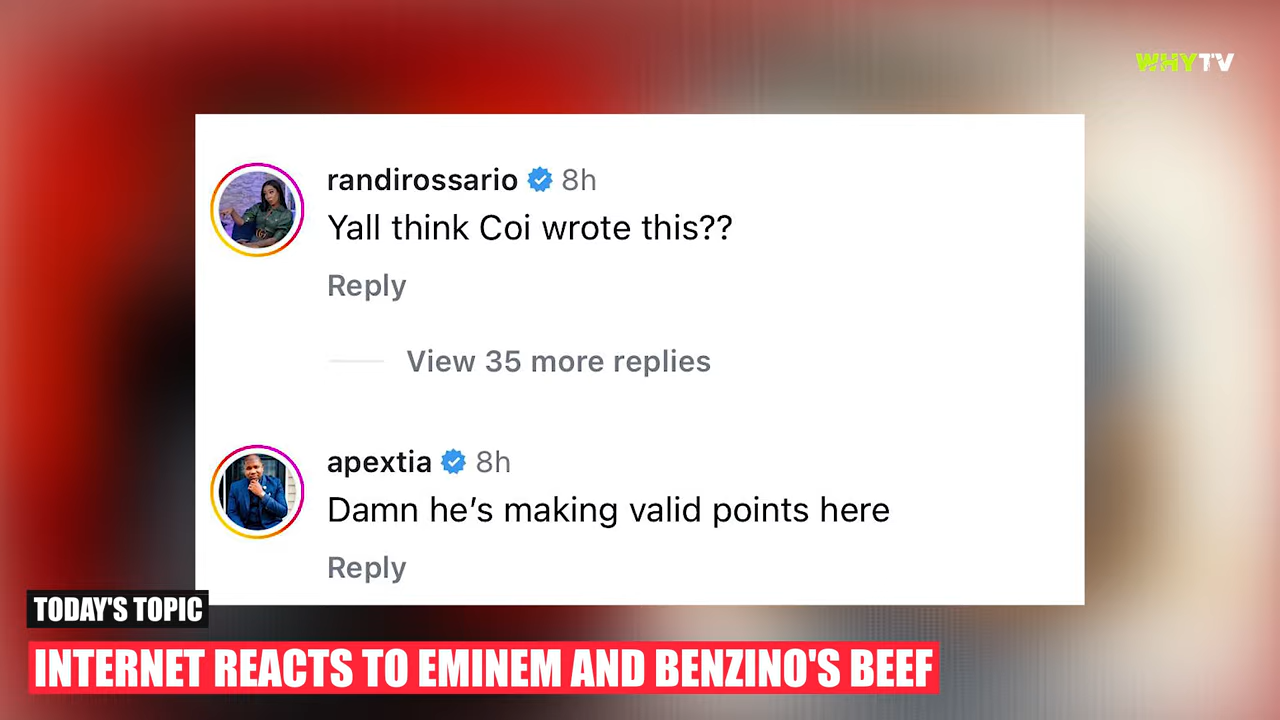 WHYTV
randirossario 8h
Yall think Coi wrote this??
Reply
View 35 more replies
apextia 8h
Damn he’s making valid points here
Reply
TODAY'S TOPIC
INTERNET REACTS TO EMINEM AND BENZINO'S BEEF